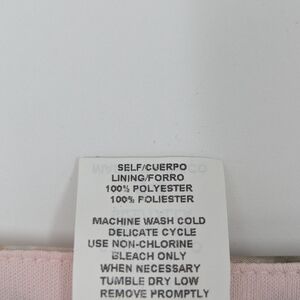 SELF/CUERPO
LINING/FORRO
100% POLYESTER
100% FOLIESTER
MACHINE WASH COLD
DELICATE CYCLE
USE NON-CHLORINE
BLEACH ONLY
WHEN NECESSARY
TUMBLE DRY LOW
REMOVE PROMPTLY